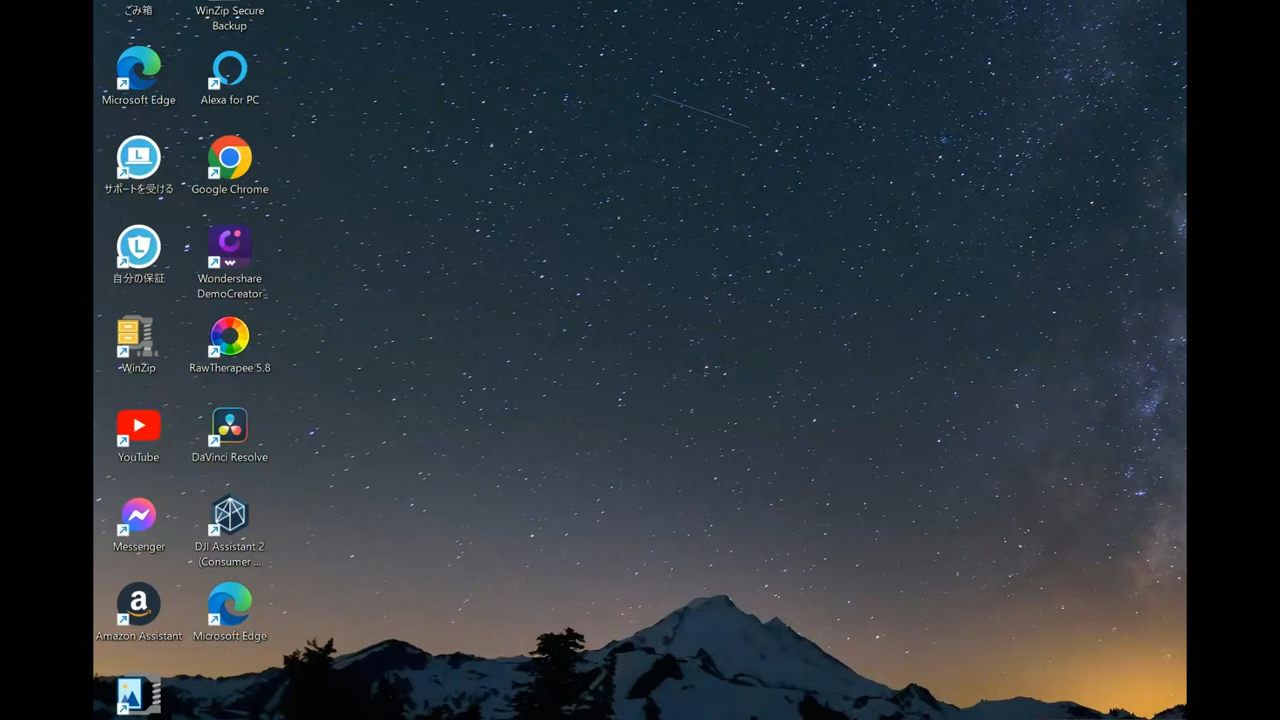 ごみ箱
Microsoft Edge
サポートを受ける
自分の保証
WinZip
YouTube
Messenger
Amazon Assistant
WinZip Secure
Backup
Alexa for PC
Google Chrome
Wondershare
DemoCreator
RawTherapee 5.8
DaVinci Resolve
DJI Assistant 2
(Consumer ...
Microsoft Edge